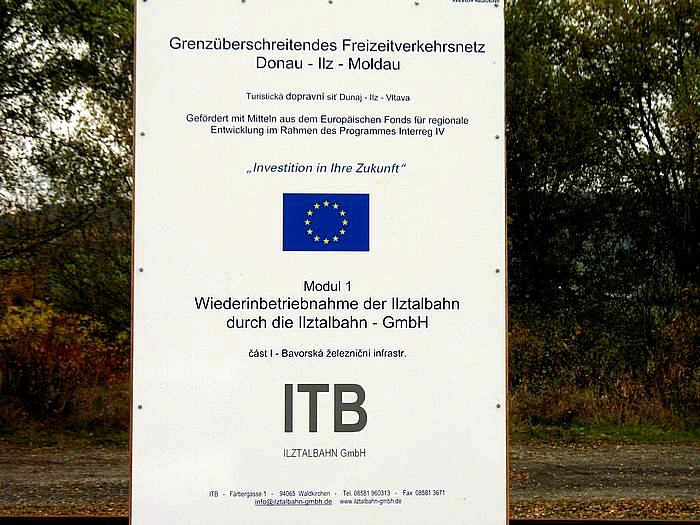 Grenzüberschreitendes Freizeitverkehrsnetz
Donau - Ilz - Moldau
Turistická dopravní síť Dunaj - Ilz - Vltava
Gefördert mit Mitteln aus dem Europäischen Fonds für regionale
Entwicklung im Rahmen des Programmes Interreg IV
„Investition in Ihre Zukunft“
Modul 1
Wiederinbetriebnahme der Ilztalbahn
durch die Ilztalbahn - GmbH
část I - Bavorská železniční infrastr.
ITB
ILZTALBAHN GmbH
ITB - Färbergasse 1 - 94065 Waldkirchen - Tel. 08581 960313 - Fax 08581 3671
info@ilztalbahn-gmbh.de www.ilztalbahn-gmbh.de